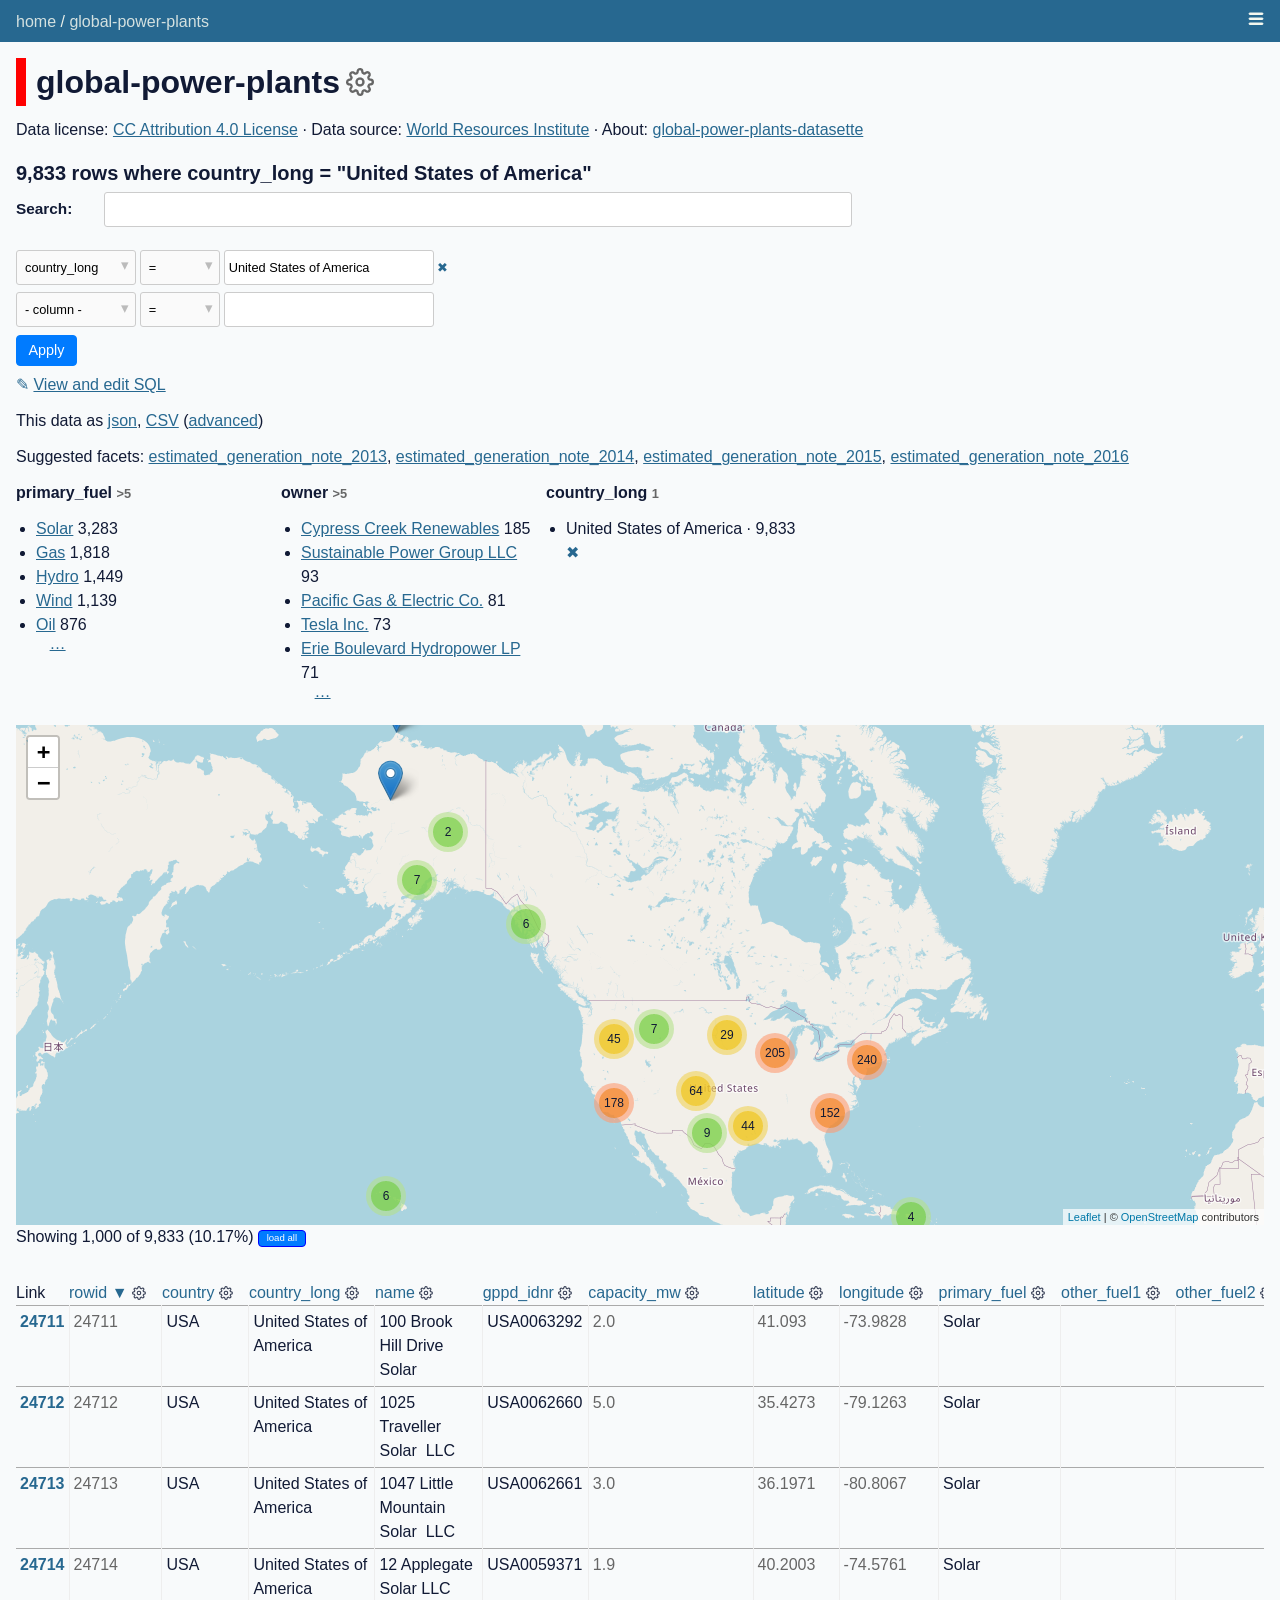 home / global-power-plants
global-power-plants
Data license: CC Attribution 4.0 License · Data source: World Resources Institute · About: global-power-plants-datasette
9,833 rows where country_long = "United States of America"
Search:
country_long ▼ = ▼ United States of America ✖
- column - ▼ = ▼
Apply
✎ View and edit SQL
This data as json, CSV (advanced)
Suggested facets: estimated_generation_note_2013, estimated_generation_note_2014, estimated_generation_note_2015, estimated_generation_note_2016
primary_fuel >5
Solar 3,283
Gas 1,818
Hydro 1,449
Wind 1,139
Oil 876
…
owner >5
Cypress Creek Renewables 185
Sustainable Power Group LLC
93
Pacific Gas & Electric Co. 81
Tesla Inc. 73
Erie Boulevard Hydropower LP
71
…
country_long 1
United States of America · 9,833
✖
+
−
Canada
2
Ísland
7
6
United K
45
7
29
205
240
日本
Esp
64
ted States
178
152
9
44
México
6
موريتانيا
4
Leaflet | © OpenStreetMap contributors
Showing 1,000 of 9,833 (10.17%) load all
Link rowid ▼ country country_long name gppd_idnr capacity_mw latitude longitude primary_fuel other_fuel1 other_fuel2
24711 24711 USA United States of 100 Brook USA0063292 2.0 41.093 -73.9828 Solar
America Hill Drive
Solar
24712 24712 USA United States of 1025 USA0062660 5.0 35.4273 -79.1263 Solar
America Traveller
Solar LLC
24713 24713 USA United States of 1047 Little USA0062661 3.0 36.1971 -80.8067 Solar
America Mountain
Solar LLC
24714 24714 USA United States of 12 Applegate USA0059371 1.9 40.2003 -74.5761 Solar
America Solar LLC